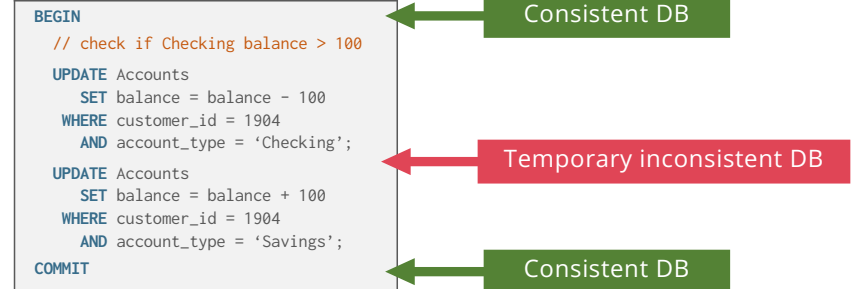 BEGIN
Consistent DB
// check if Checking balance > 100
UPDATE Accounts
SET balance = balance - 100
WHERE customer_id = 1904
AND account_type = ‘Checking’;
Temporary inconsistent DB
UPDATE Accounts
SET balance = balance + 100
WHERE customer_id = 1904
AND account_type = ‘Savings’;
COMMIT
Consistent DB